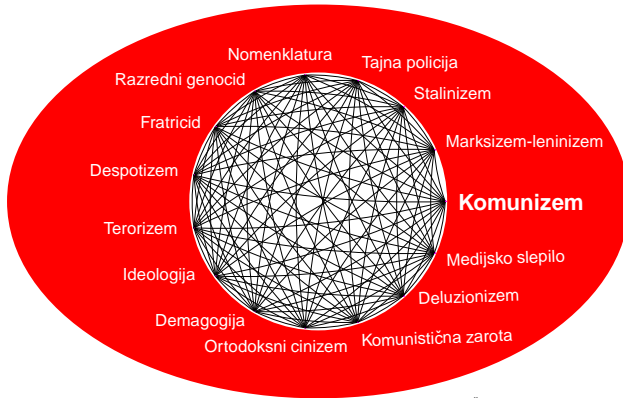 Nomenklatura
Tajna policija
Razredni genocid
Stalinizem
Fratricid
Marksizem-leninizem
Despotizem
Komunizem
Terorizem
Medijsko slepilo
Ideologija
Deluzionizem
Demagogija
Komunistična zarota
Ortodoksni cinizem